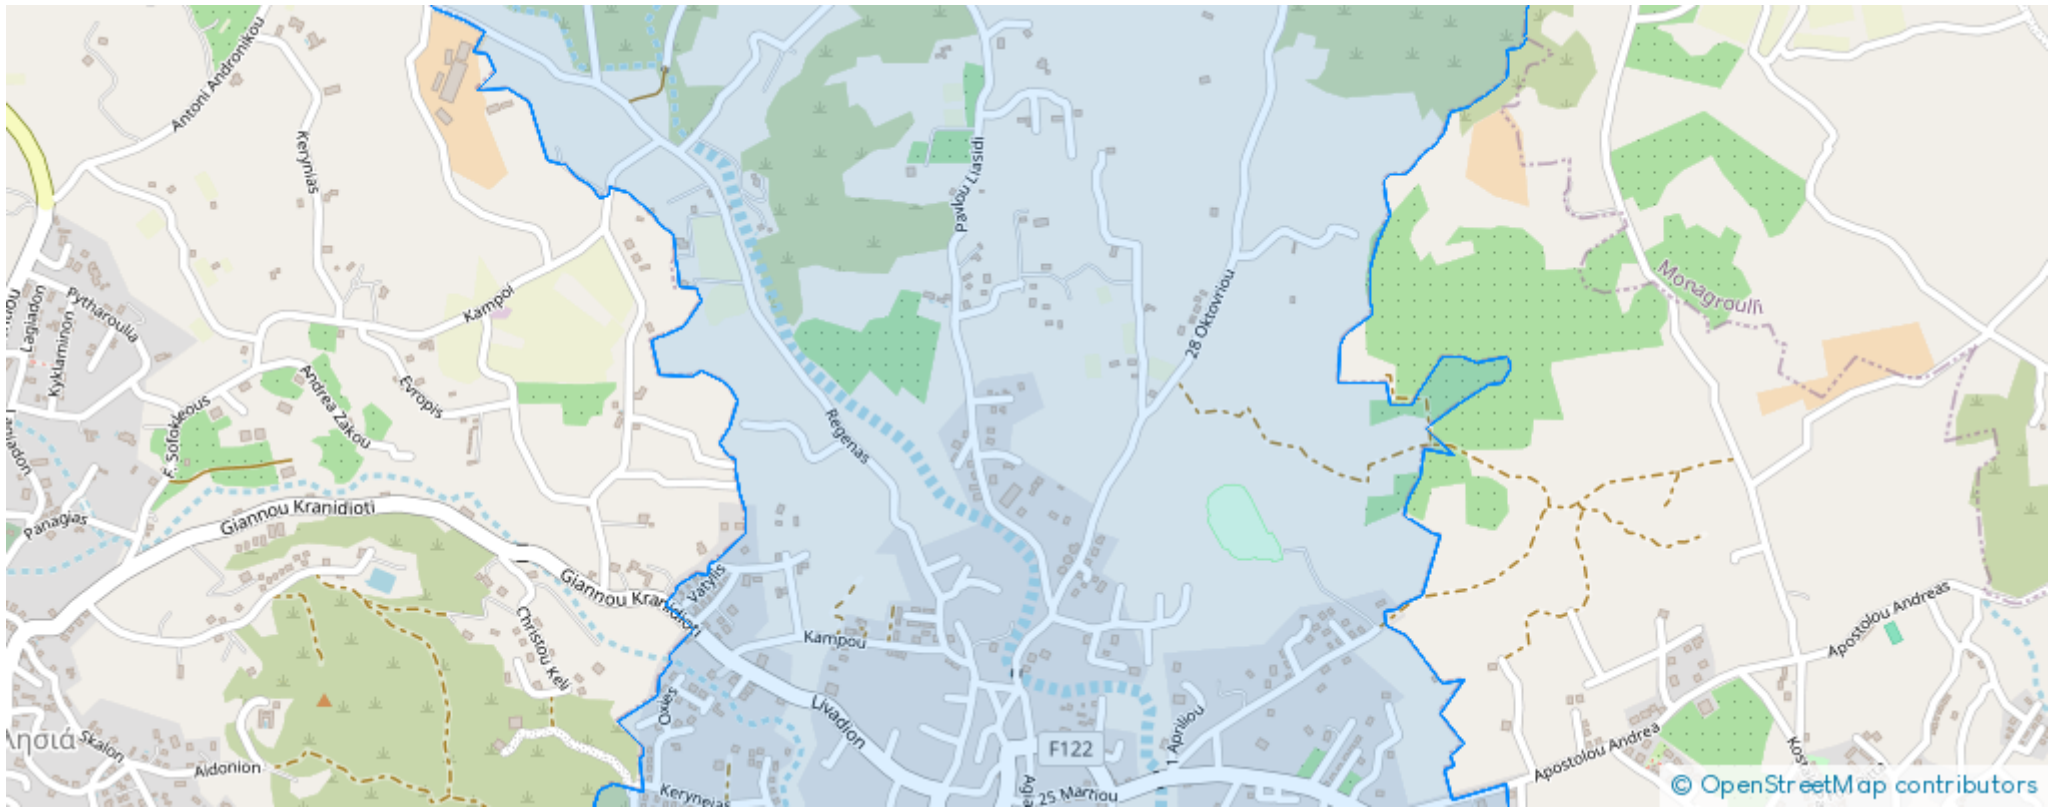 Antoni Andronikou
Kerynias
Pavlou Liasidi
Monagroulli
28 Oktovriou
Lagiadon
Pytharoulla
Kyklaminon
Kampoi
Evropis
Andrea Zakou
F. Sofokleous
Regenas
Panagias
Giannou Kranidioti
Giannou Kranidioti
Vatylis
Christou Keli
Kampou
Apostolou Andreas
Oxies
Livadion
1 Apriliou
F122
Skalon
Aidonion
Apostolou Andrea
Keryneias
25 Martiou
© OpenStreetMap contributors